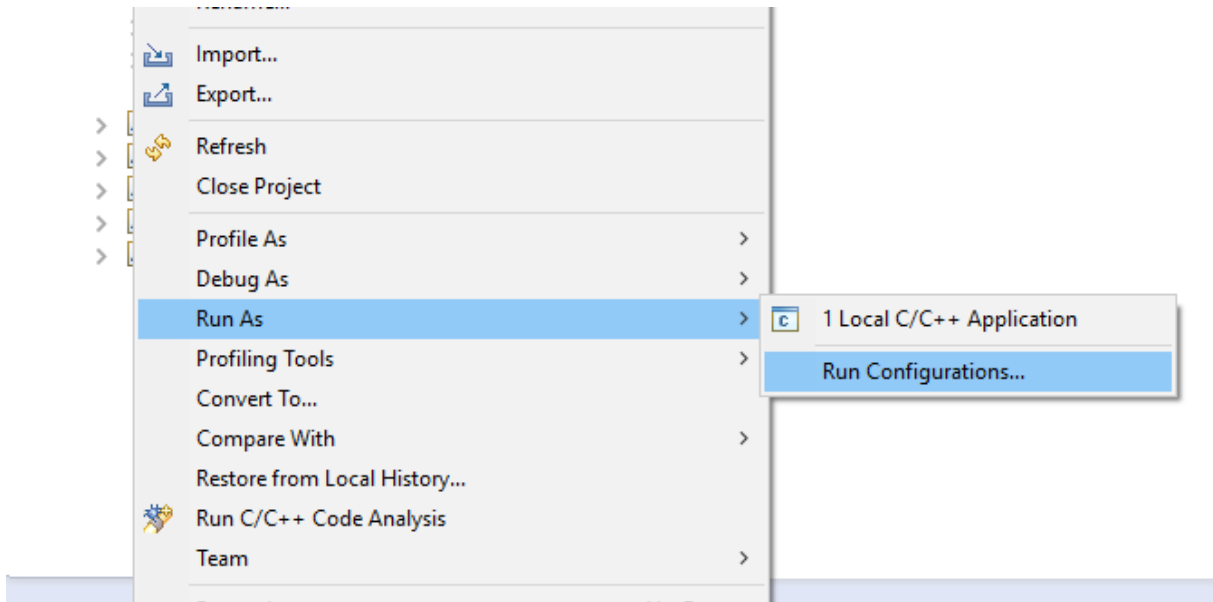 Import...
Export...
Refresh
Close Project
Profile As
Debug As
Run As
1 Local C/C++ Application
Profiling Tools
Run Configurations...
Convert To...
Compare With
Restore from Local History...
Run C/C++ Code Analysis
Team